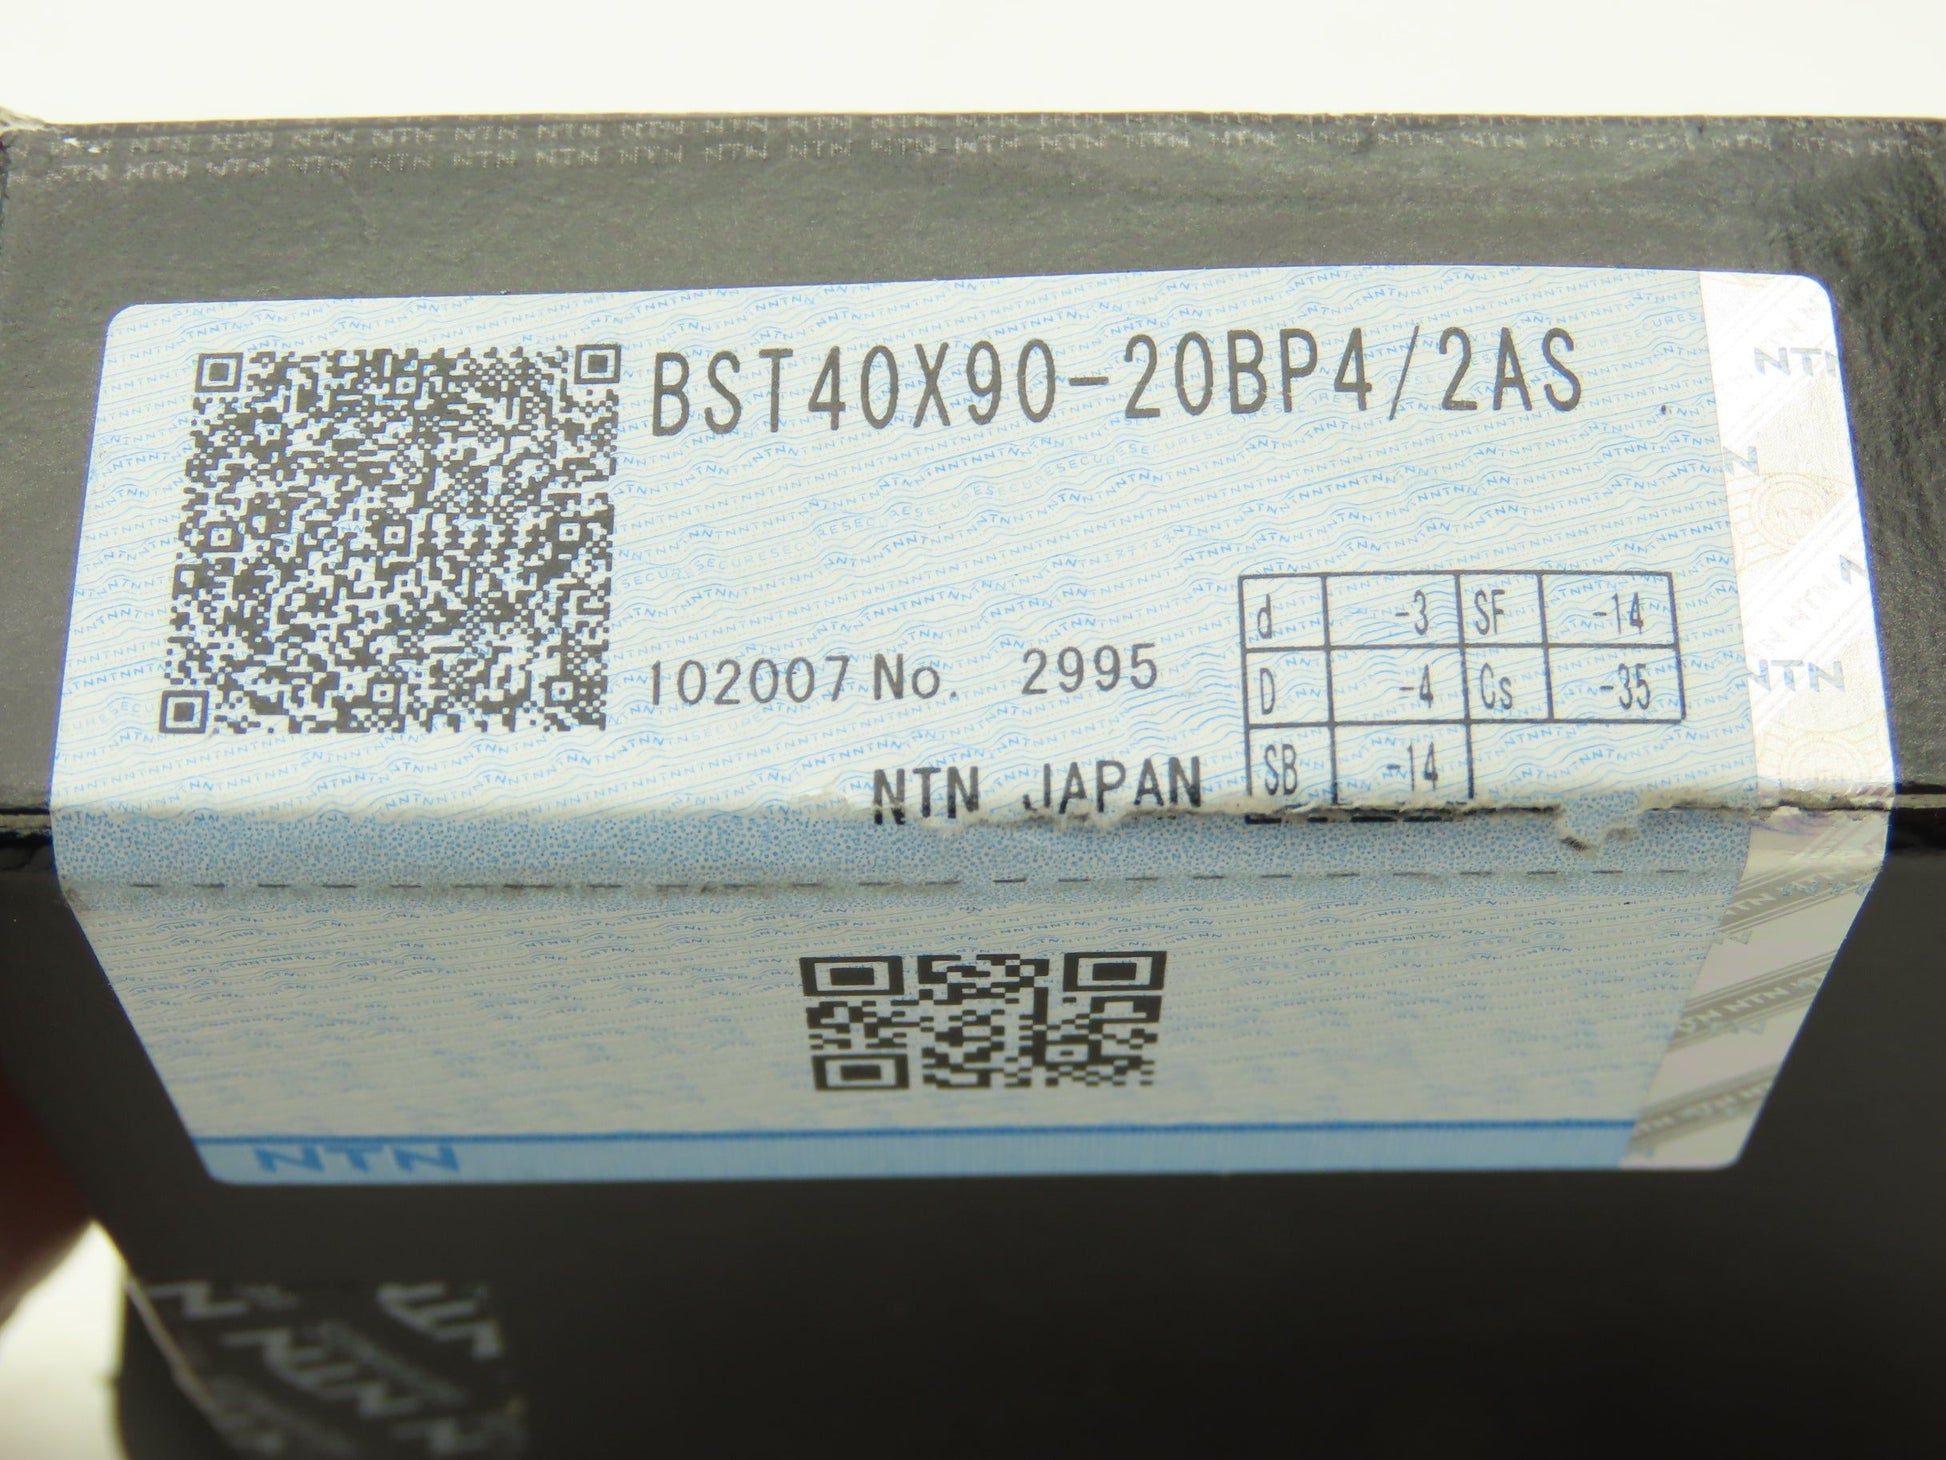 BST40X90-20BP4/2AS
d -3 SF -14
102007 No. 2995
D -4 Cs -35
NTN JAPAN
SB -14
NTN